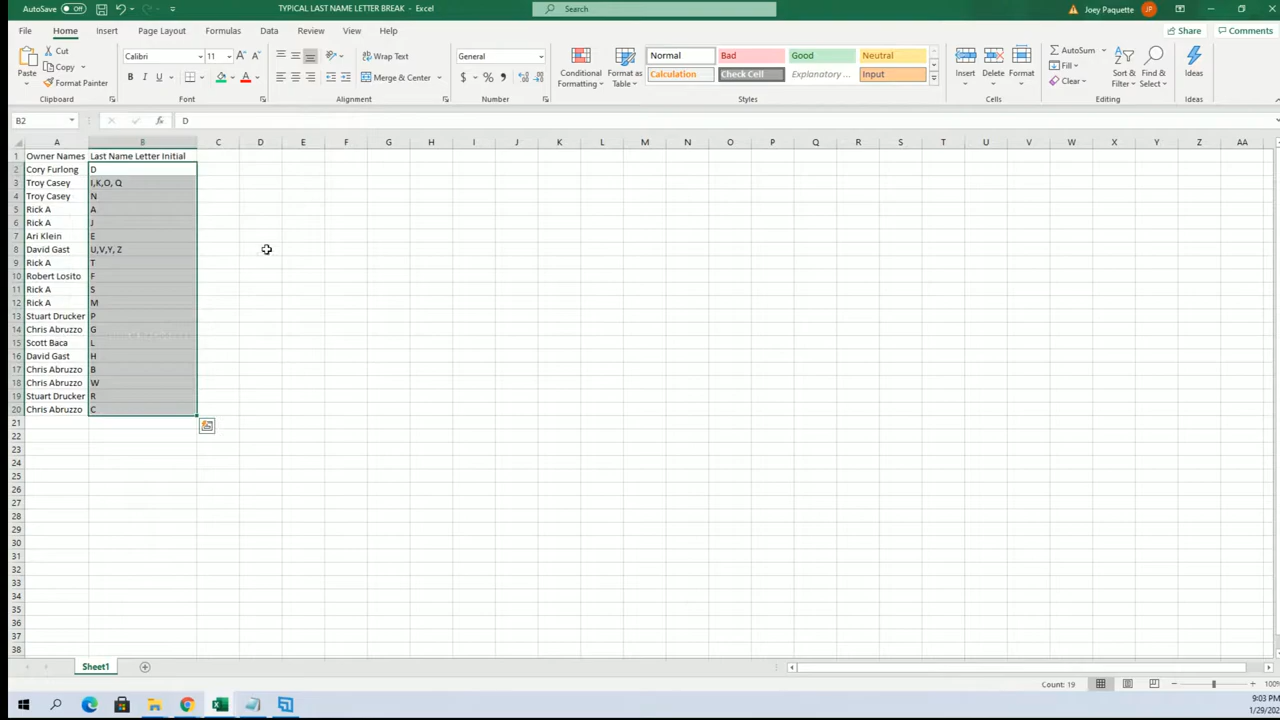 AutoSave Off TYPICAL LAST NAME LETTER BREAK - Excel Search Joey Paquette JP
File Home Insert Page Layout Formulas Data Review View Help Share Comments
Paste Cut Copy Format Painter Clipboard
Calibri 11 B I U Font
Wrap Text Merge & Center Alignment
General $ % Number
Conditional Formatting Format as Table
Normal Bad Good Neutral
Calculation Check Cell Explanatory ... Input
Styles
Insert Delete Format Cells
AutoSum Fill Clear Sort & Filter Find & Select Editing
Ideas Ideas
B2 fx D
A B C D E F G H I J K L M N O P Q R S T U V W X Y Z AA
1 Owner Names Last Name Letter Initial
2 Cory Furlong D
3 Troy Casey I,K,O, Q
4 Troy Casey N
5 Rick A A
6 Rick A J
7 Ari Klein E
8 David Gast U,V,Y, Z
9 Rick A T
10 Robert Losito F
11 Rick A S
12 Rick A M
13 Stuart Drucker P
14 Chris Abruzzo G
15 Scott Baca L
16 David Gast H
17 Chris Abruzzo B
18 Chris Abruzzo W
19 Stuart Drucker R
20 Chris Abruzzo C
21
22
23
24
25
26
27
28
29
30
31
32
33
34
35
36
37
38
Sheet1
Count: 19 100%
9:03 PM
1/29/202